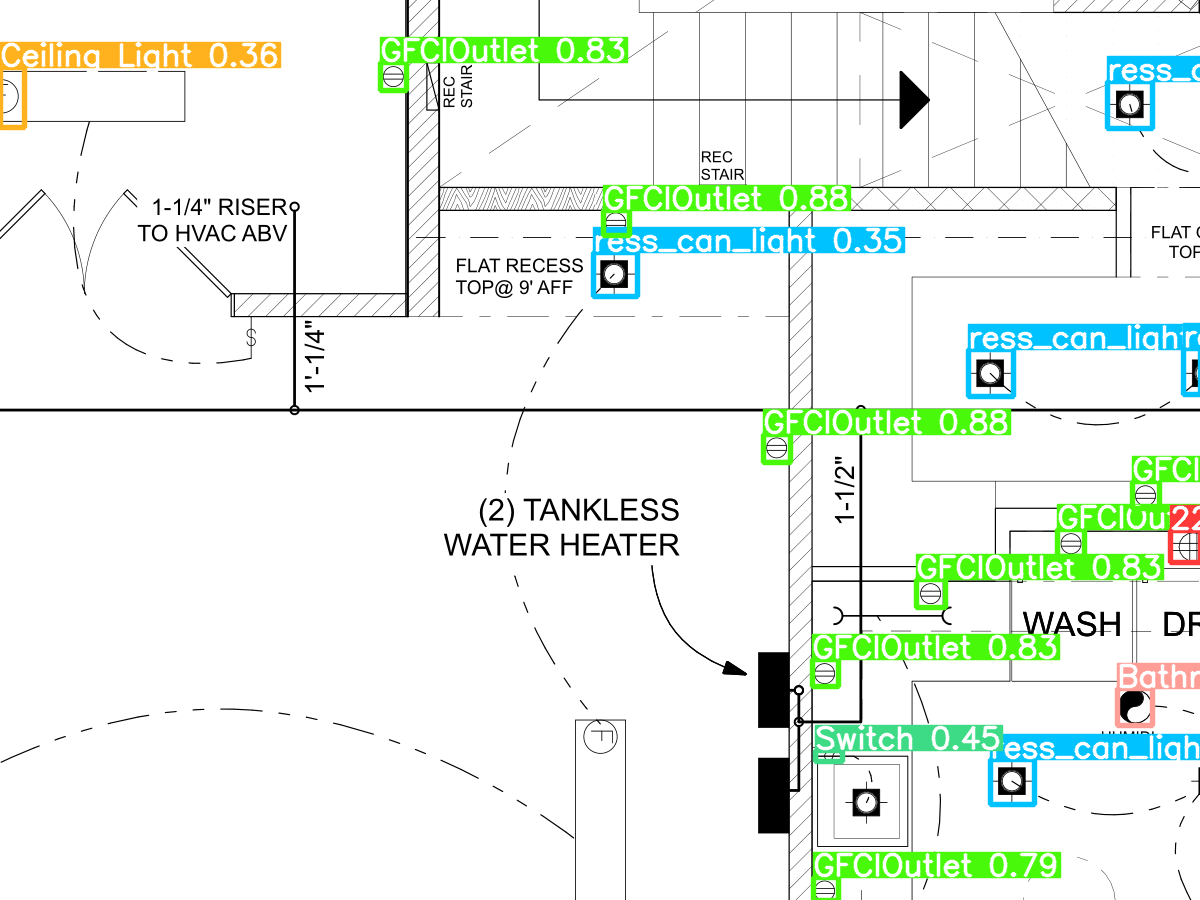 Ceiling Light 0.36
GFCIOutlet 0.83
REC
STAIR
ress_c
REC
STAIR
GFCIOutlet 0.88
1-1/4" RISER
TO HVAC ABV
ress_can_light 0.35
FLAT C
TOP
FLAT RECESS
TOP@ 9' AFF
S
1'-1/4"
ress_can_light
GFCIOutlet 0.88
1-1/2"
GFCI
(2) TANKLESS
WATER HEATER
GFCIOu
22
GFCIOutlet 0.83
WASH
DR
GFCIOutlet 0.83
Bathr
F
Switch 0.45
ress_can_ligh
GFCIOutlet 0.79